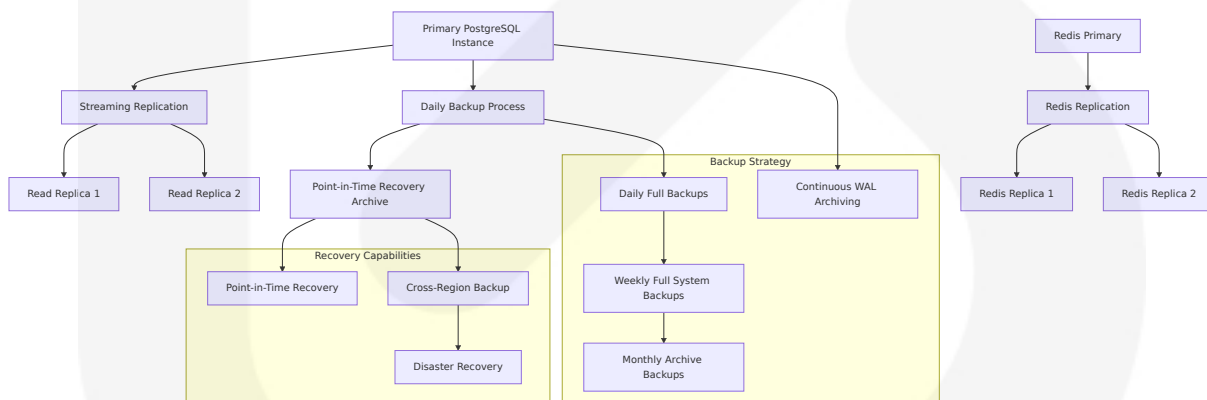 Primary PostgreSQL
Instance
Redis Primary
Streaming Replication
Daily Backup Process
Redis Replication
Backup Strategy
Read Replica 1
Read Replica 2
Point-in-Time Recovery
Archive
Daily Full Backups
Continuous WAL
Archiving
Redis Replica 1
Redis Replica 2
Recovery Capabilities
Point-in-Time Recovery
Cross-Region Backup
Weekly Full System
Backups
Disaster Recovery
Monthly Archive
Backups